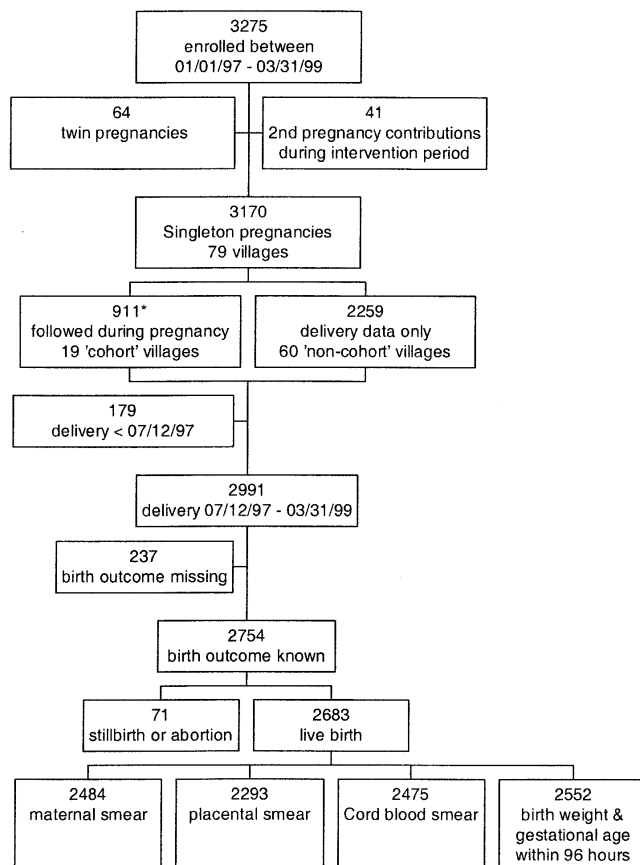 3275
enrolled between
01/01/97 - 03/31/99
64
twin pregnancies
41
2nd pregnancy contributions
during intervention period
3170
Singleton pregnancies
79 villages
911*
followed during pregnancy
19 'cohort' villages
2259
delivery data only
60 'non-cohort' villages
179
delivery < 07/12/97
2991
delivery 07/12/97 - 03/31/99
237
birth outcome missing
2754
birth outcome known
71
stillbirth or abortion
2683
live birth
2484
maternal smear
2293
placental smear
2475
Cord blood smear
2552
birth weight &
gestational age
within 96 hours